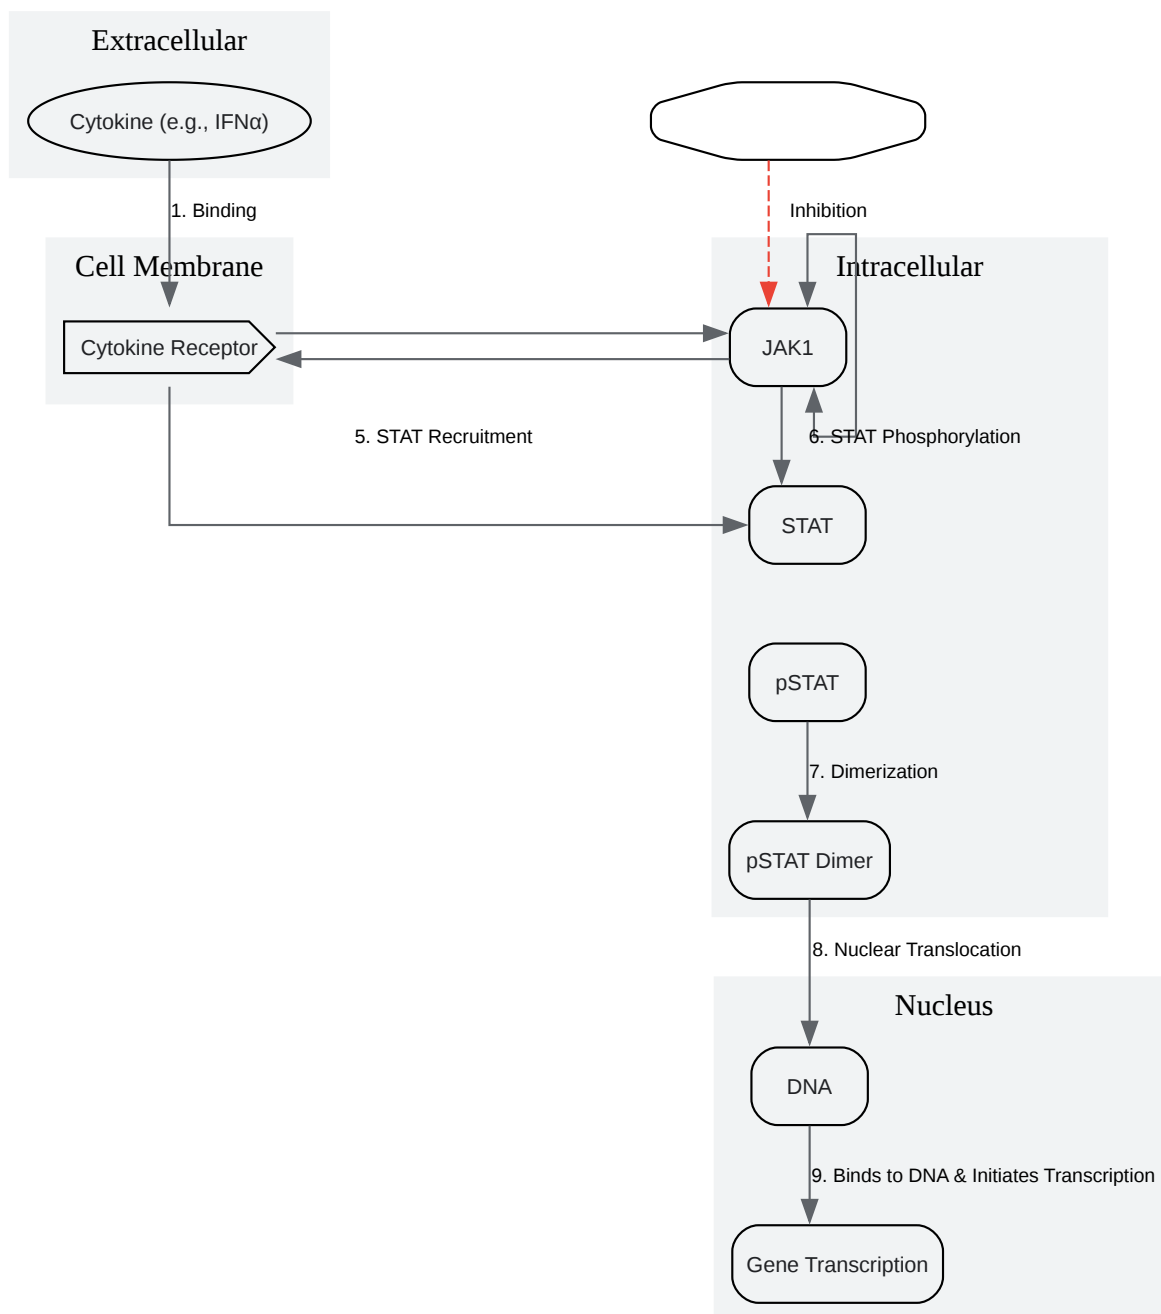 Extracellular
Cytokine (e.g., IFNα)
1. Binding
Inhibition
Cell Membrane
Intracellular
Cytokine Receptor
JAK1
5. STAT Recruitment
6. STAT Phosphorylation
STAT
pSTAT
7. Dimerization
pSTAT Dimer
8. Nuclear Translocation
Nucleus
DNA
9. Binds to DNA & Initiates Transcription
Gene Transcription